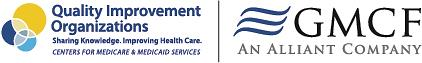 Quality Improvement
Organizations
Sharing Knowledge. Improving Health Care.
CENTERS FOR MEDICARE & MEDICAID SERVICES
GMCF
AN ALLIANT COMPANY